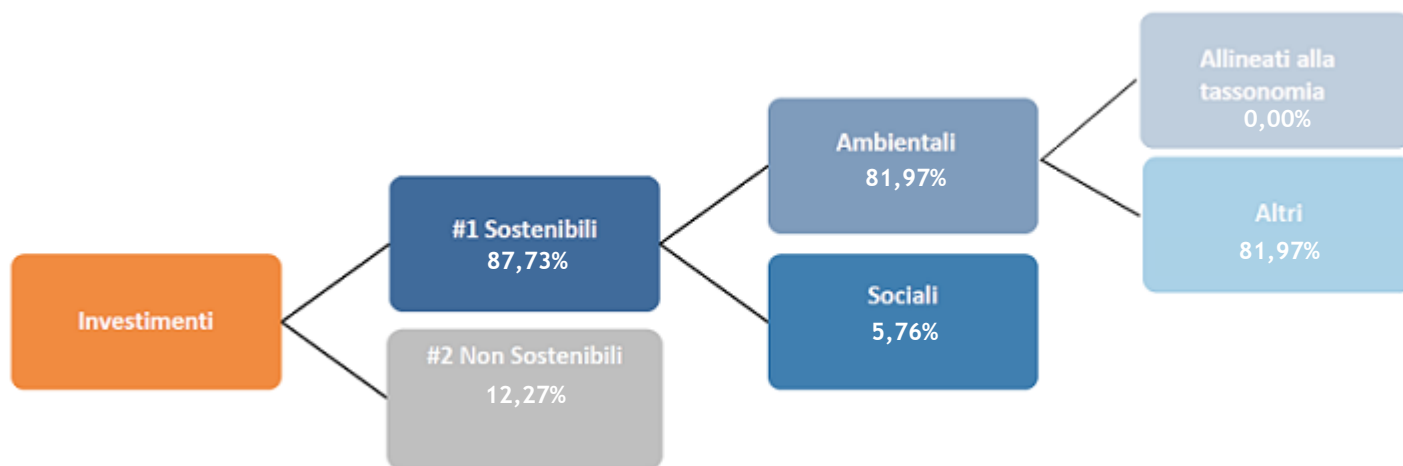 Investimenti
#1 Sostenibili
87,73%
#2 Non Sostenibili
12,27%
Ambientali
81,97%
Sociali
5,76%
Allineati alla
tassonomia
0,00%
Altri
81,97%